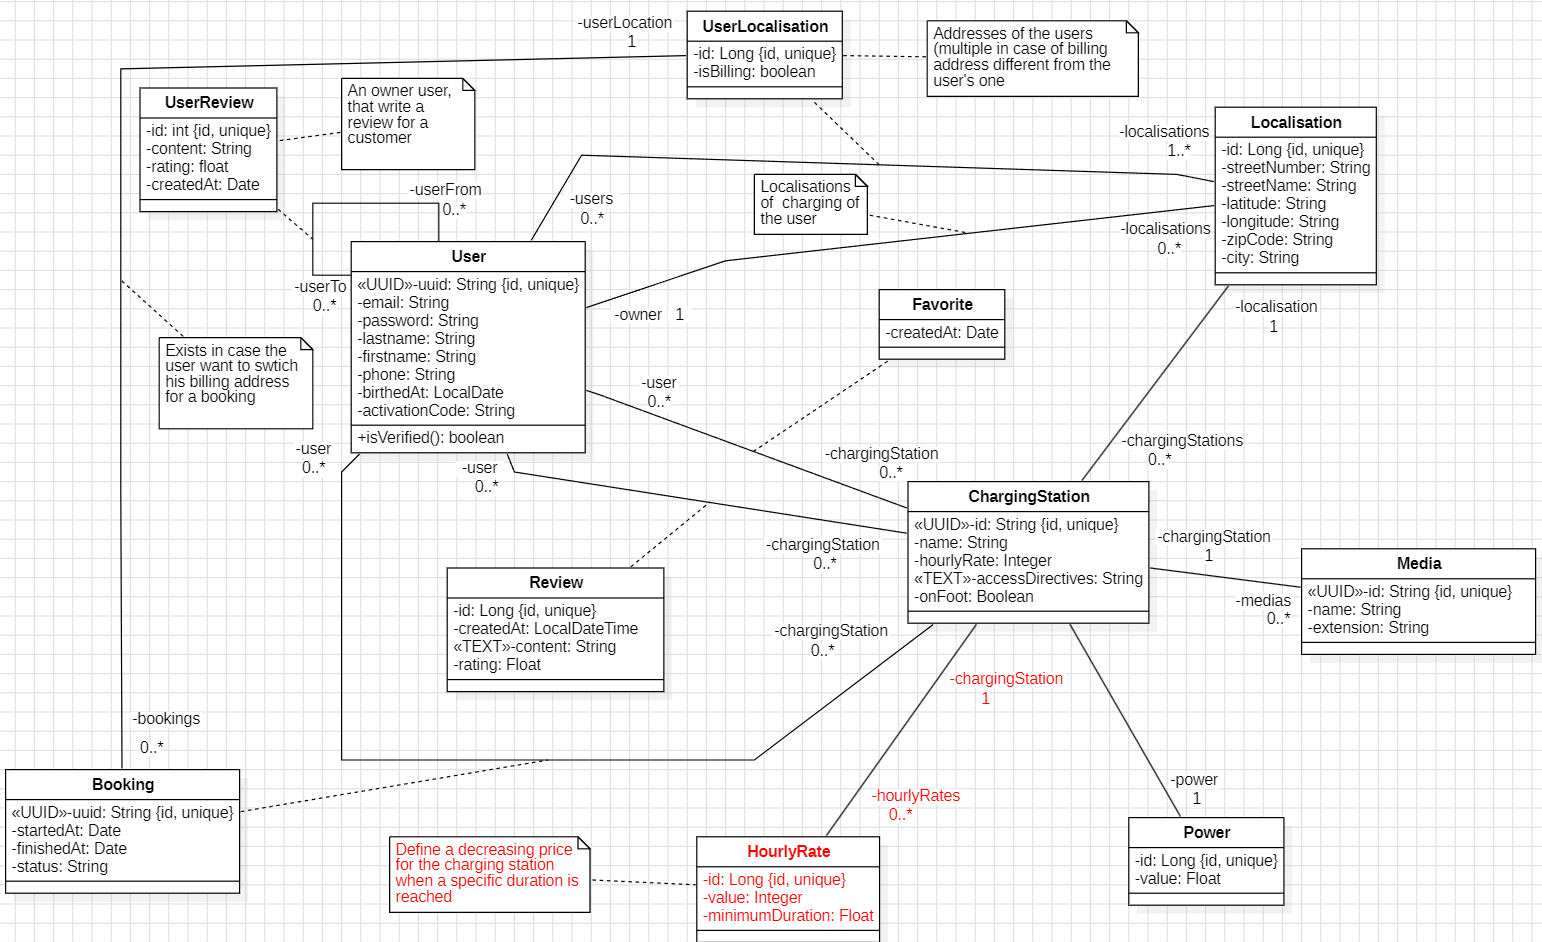 -userLocation
1
UserLocalisation
-id: Long {id, unique}
-isBilling: boolean
Addresses of the users
(multiple in case of billing
address different from the
user's one
UserReview
-id: int {id, unique}
-content: String
-rating: float
-createdAt: Date
An owner user,
that write a
review for a
customer
-localisations
1..*
Localisation
-id: Long {id, unique}
-streetNumber: String
-streetName: String
-latitude: String
-longitude: String
-zipCode: String
-city: String
-userFrom
0..*
-users
0..*
Localisations
of  charging of
the user
-localisations
0..*
User
«UUID»-uuid: String {id, unique}
-email: String
-password: String
-lastname: String
-firstname: String
-phone: String
-birthedAt: LocalDate
-activationCode: String
+isVerified(): boolean
-userTo
0..*
-owner
1
Favorite
-createdAt: Date
-localisation
1
Exists in case the
user want to swtich
his billing address
for a booking
-user
0..*
-chargingStation
0..*
-chargingStations
0..*
-user
0..*
-user
0..*
ChargingStation
«UUID»-id: String {id, unique}
-name: String
-hourlyRate: Integer
«TEXT»-accessDirectives: String
-onFoot: Boolean
-chargingStation
1
-chargingStation
0..*
Media
«UUID»-id: String {id, unique}
-name: String
-extension: String
-medias
0..*
Review
-id: Long {id, unique}
-createdAt: LocalDateTime
«TEXT»-content: String
-rating: Float
-chargingStation
0..*
-chargingStation
1
-bookings
0..*
Booking
«UUID»-uuid: String {id, unique}
-startedAt: Date
-finishedAt: Date
-status: String
-hourlyRates
0..*
-power
1
Define a decreasing price
for the charging station
when a specific duration is
reached
HourlyRate
-id: Long {id, unique}
-value: Integer
-minimumDuration: Float
Power
-id: Long {id, unique}
-value: Float